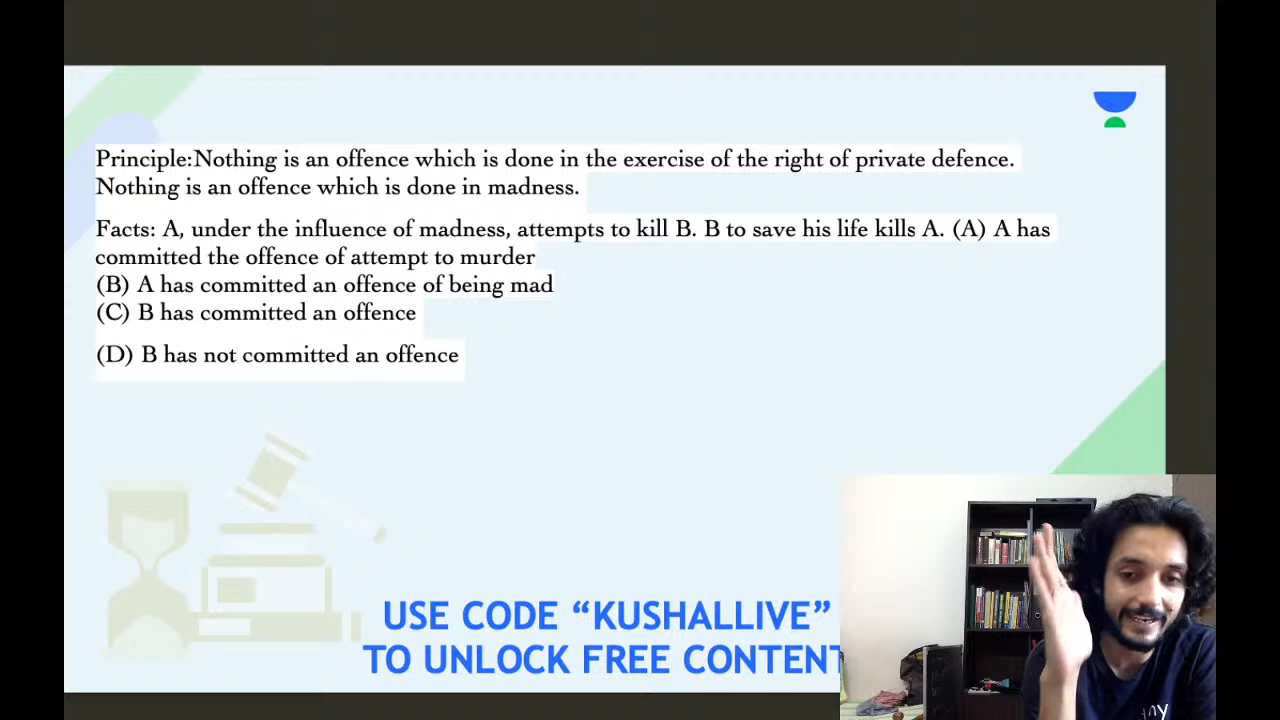 Principle:Nothing is an offence which is done in the exercise of the right of private defence.
Nothing is an offence which is done in madness.
Facts: A, under the influence of madness, attempts to kill B. B to save his life kills A. (A) A has
committed the offence of attempt to murder
(B) A has committed an offence of being mad
(C) B has committed an offence
(D) B has not committed an offence
USE CODE “KUSHALLIVE”
TO UNLOCK FREE CONTENT